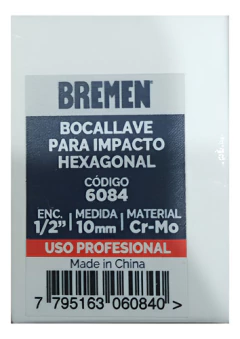 BREMEN
BOCALLAVE
PARA IMPACTO
HEXAGONAL
CÓDIGO
6084
ENC. | MEDIDA | MATERIAL
1/2" | 10mm | Cr-Mo
USO PROFESIONAL
Made in China
7 795163 060840 >